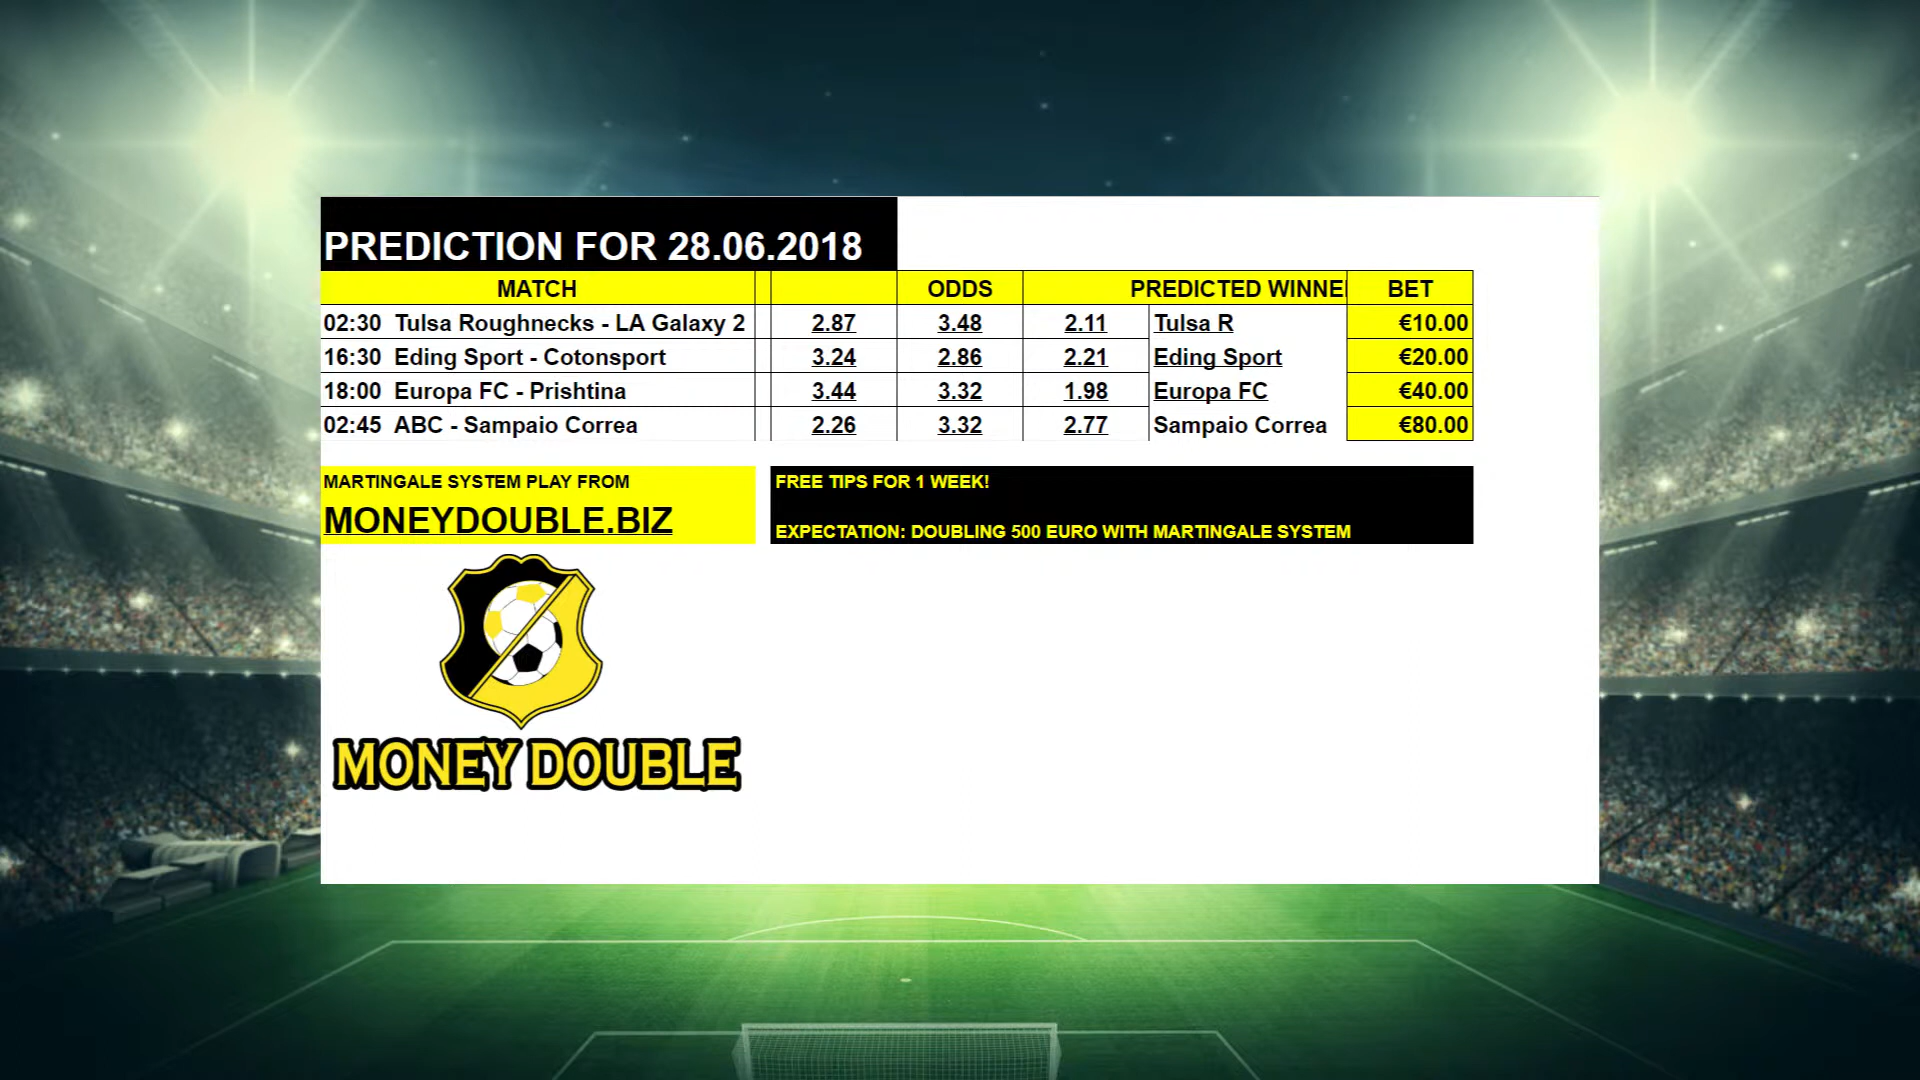 PREDICTION FOR 28.06.2018
MATCH ODDS PREDICTED WINNE BET
02:30 Tulsa Roughnecks - LA Galaxy 2 2.87 3.48 2.11 Tulsa R €10.00
16:30 Eding Sport - Cotonsport 3.24 2.86 2.21 Eding Sport €20.00
18:00 Europa FC - Prishtina 3.44 3.32 1.98 Europa FC €40.00
02:45 ABC - Sampaio Correa 2.26 3.32 2.77 Sampaio Correa €80.00
MARTINGALE SYSTEM PLAY FROM
MONEYDOUBLE.BIZ
FREE TIPS FOR 1 WEEK!
EXPECTATION: DOUBLING 500 EURO WITH MARTINGALE SYSTEM
MONEY DOUBLE